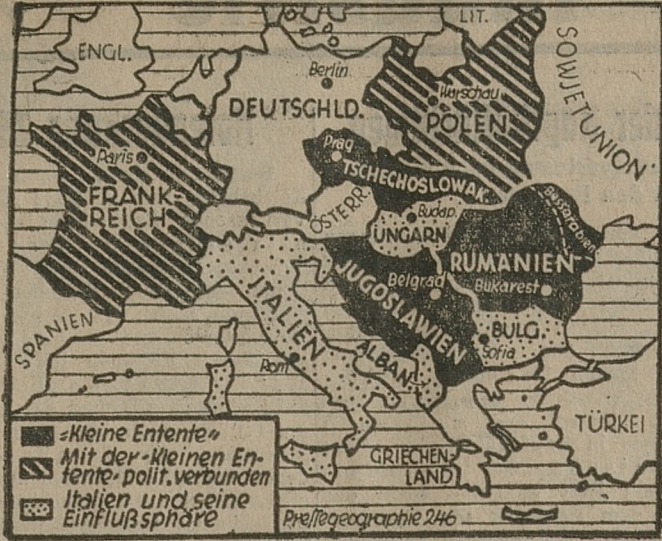 LIT.
ENGL.
SOWJETUNION
Berlin
DEUTSCHLD.
Warschau
POLEN
Paris
FRANK-
REICH
Prag
TSCHECHOSLOWAK.
ÖSTERR.
Budap.
UNGARN
Bessarabien
RUMÄNIEN
Bukarest
JUGOSLAWIEN
Belgrad
ITALIEN
SPANIEN
BULG.
Sofia
Rom
ALBAN.
TÜRKEI
GRIECHEN-
LAND
«Kleine Entente»
Mit der «Kleinen En-
tente» polit. verbunden
Italien und seine
Einflußsphäre
Pressegeographie 246